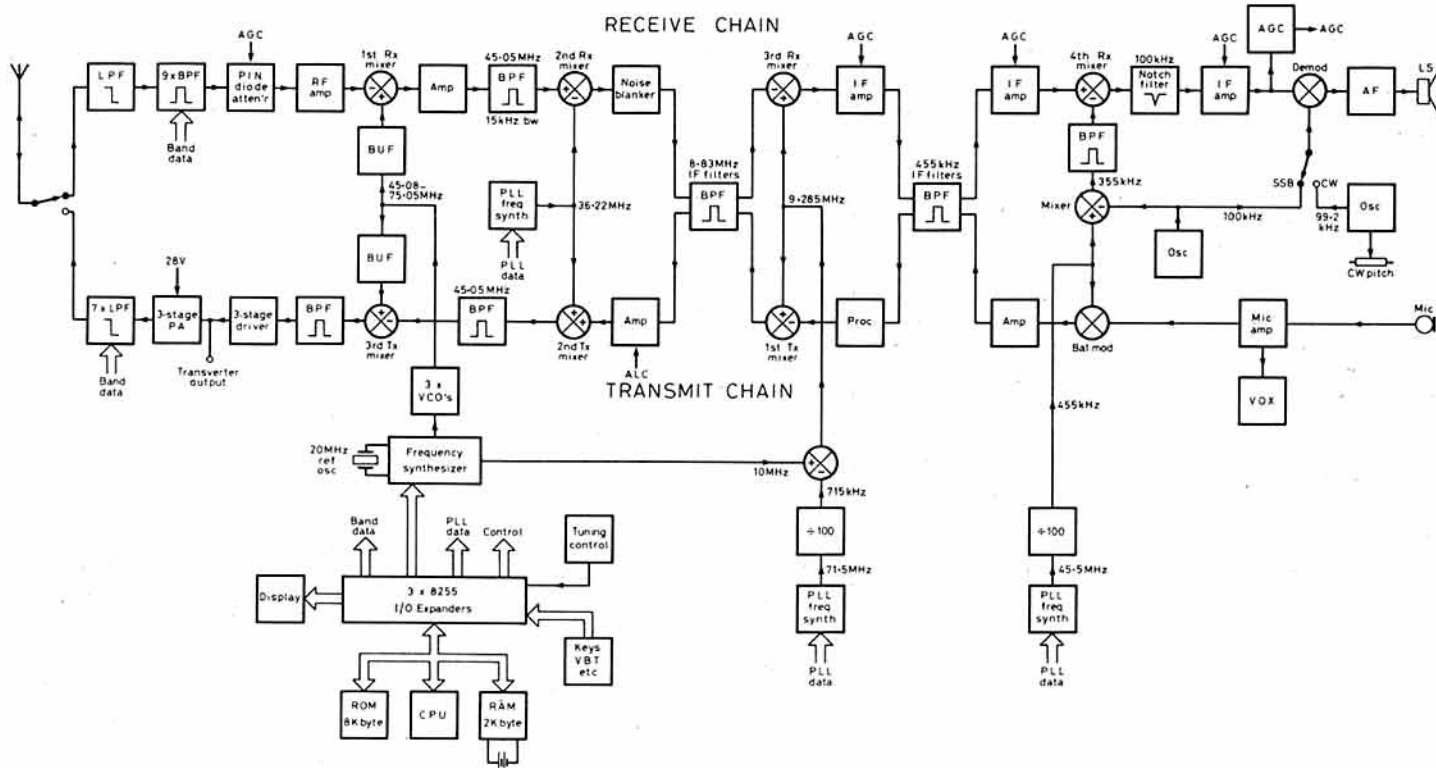 RECEIVE CHAIN
LPF
9xBPF
Band
data
AGC
PIN
diode
atten'r
RF
amp
1st Rx
mixer
Amp
45·05MHz
BPF
15kHz bw
2nd Rx
mixer
Noise
blanker
3rd Rx
mixer
AGC
IF
amp
AGC
IF
amp
4th Rx
mixer
100kHz
Notch
filter
AGC
IF
amp
AGC
AGC
Demod
AF
LS
BUF
45·08–
75·05MHz
BUF
PLL
freq
synth
PLL
data
36·22MHz
8·83MHz
IF filters
BPF
9·285MHz
455kHz
IF filters
BPF
BPF
355kHz
Mixer
100kHz
Osc
SSB
CW
99·2
kHz
Osc
CW pitch
7xLPF
Band
data
28V
3-stage
PA
Transverter
output
3-stage
driver
BPF
3rd Tx
mixer
45·05MHz
BPF
2nd Tx
mixer
Amp
ALC
1st Tx
mixer
Proc
Amp
Bal mod
Mic
amp
Mic
VOX
TRANSMIT CHAIN
3 x
VCO's
20MHz
ref
osc
Frequency
synthesizer
10MHz
715kHz
÷100
71·5MHz
PLL
freq
synth
PLL
data
455kHz
÷100
45·5MHz
PLL
freq
synth
PLL
data
Band
data
PLL
data
Control
Tuning
control
Display
3 x 8255
I/O Expanders
Keys
VBT
etc
ROM
8Kbyte
CPU
RAM
2Kbyte